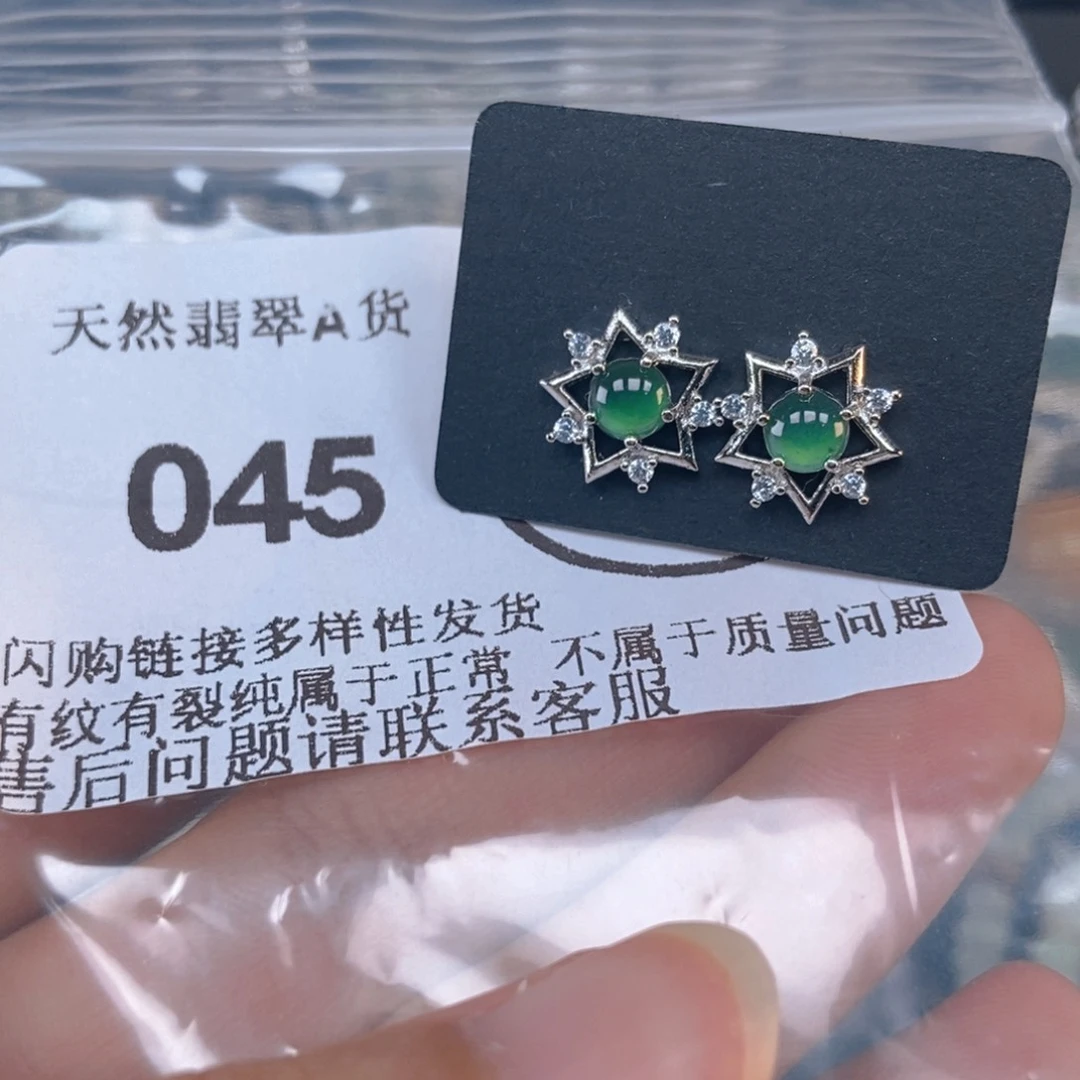 天然翡翠A货
045
闪购链接多样性发货
有纹有裂纯属于正常 不属于质量问题
售后问题请联系客服